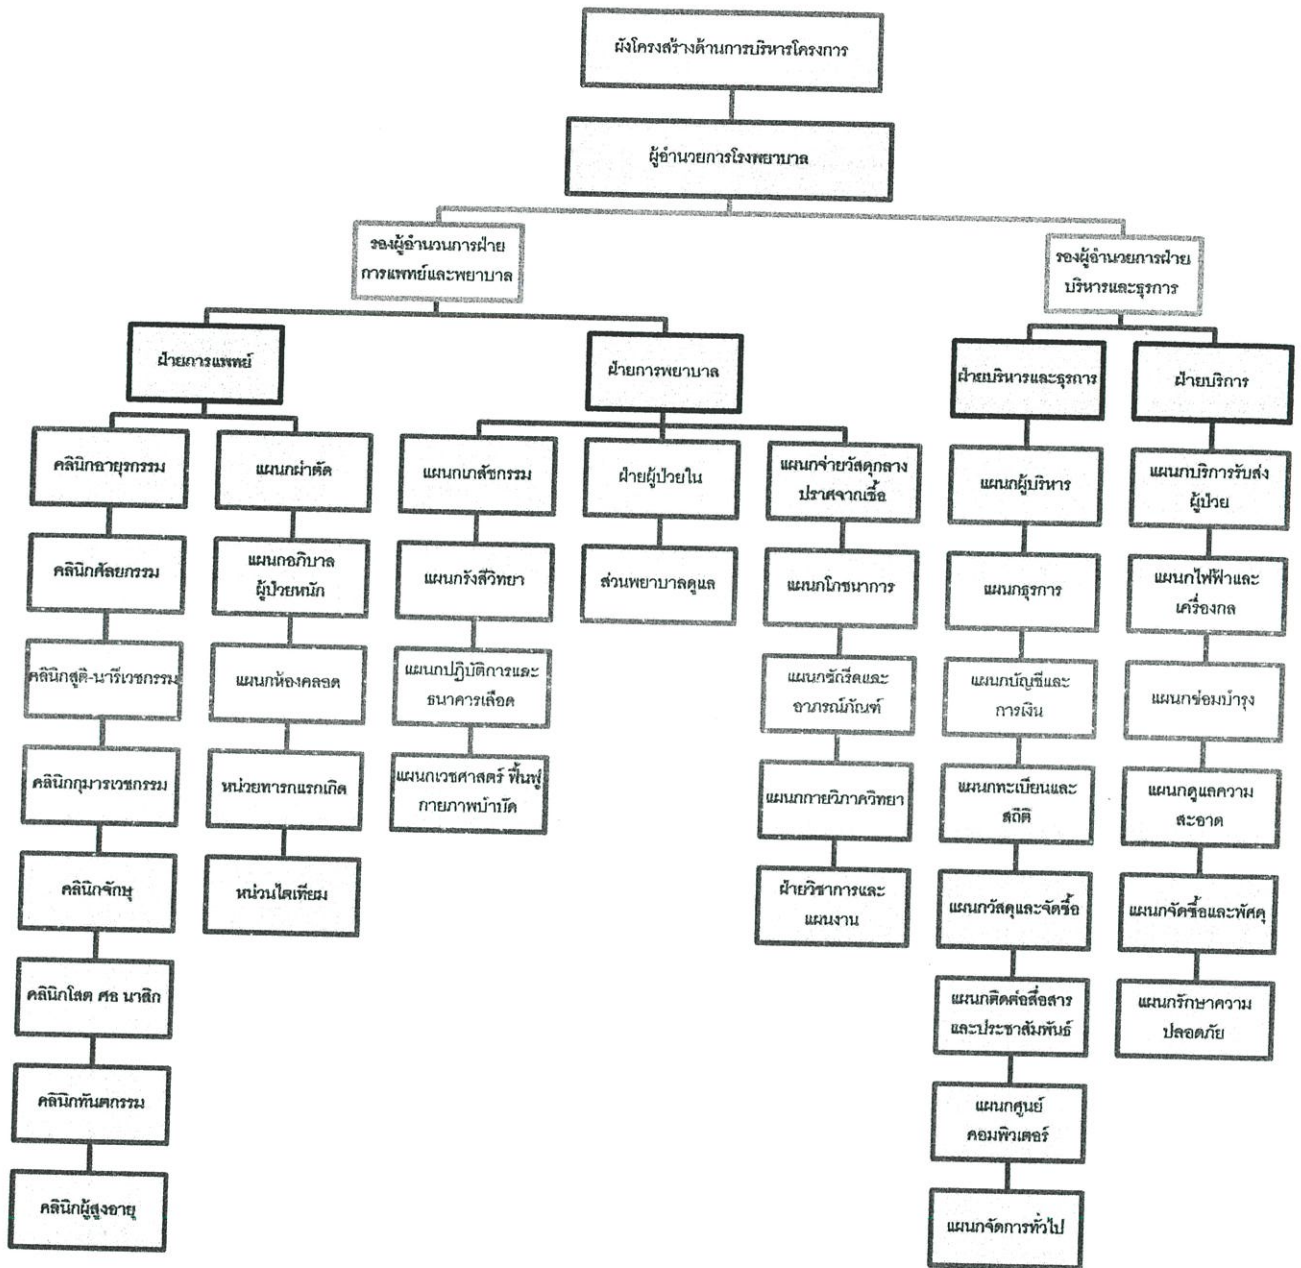 ผังโครงสร้างด้านการบริหารโครงการ
ผู้อำนวยการโรงพยาบาล
รองผู้อำนวนการฝ่าย
การแพทย์และพยาบาล
รองผู้อำนวยการฝ่าย
บริหารและธุรการ
ฝ่ายการแพทย์
ฝ่ายการพยาบาล
ฝ่ายบริหารและธุรการ
ฝ่ายบริการ
คลินิกอายุรกรรม
คลินิกศัลยกรรม
คลินิกสูติ-นารีเวชกรรม
คลินิกกุมารเวชกรรม
คลินิกจักษุ
คลินิกโสต ศธ นาสิก
คลินิกทันตกรรม
คลินิกผู้สูงอายุ
แผนกผ่าตัด
แผนกอภิบาล
ผู้ป่วยหนัก
แผนกห้องคลอด
หน่วยทารกแรกเกิด
หน่วนไตเทียม
แผนกเภสัชกรรม
แผนกรังสีวิทยา
แผนกปฏิบัติการและ
ธนาคารเลือด
แผนกเวชศาสตร์ ฟื้นฟู
กายภาพบำบัด
ฝ่ายผู้ป่วยใน
ส่วนพยาบาลดูแล
แผนกจ่ายวัสดุกลาง
ปราศจากเชื้อ
แผนกโภชนาการ
แผนกซักรีดและ
อาภรณ์ภัณฑ์
แผนกกายวิภาควิทยา
ฝ่ายวิชาการและ
แผนงาน
แผนกผู้บริหาร
แผนกธุรการ
แผนกบัญชีและ
การเงิน
แผนกทะเบียนและ
สถิติ
แผนกวัสดุและจัดซื้อ
แผนกติดต่อสื่อสาร
และประชาสัมพันธ์
แผนกศูนย์
คอมพิวเตอร์
แผนกจัดการทั่วไป
แผนกบริการรับส่ง
ผู้ป่วย
แผนกไฟฟ้าและ
เครื่องกล
แผนกซ่อมบำรุง
แผนกดูแลความ
สะอาด
แผนกจัดซื้อและพัศดุ
แผนกรักษาความ
ปลอดภัย